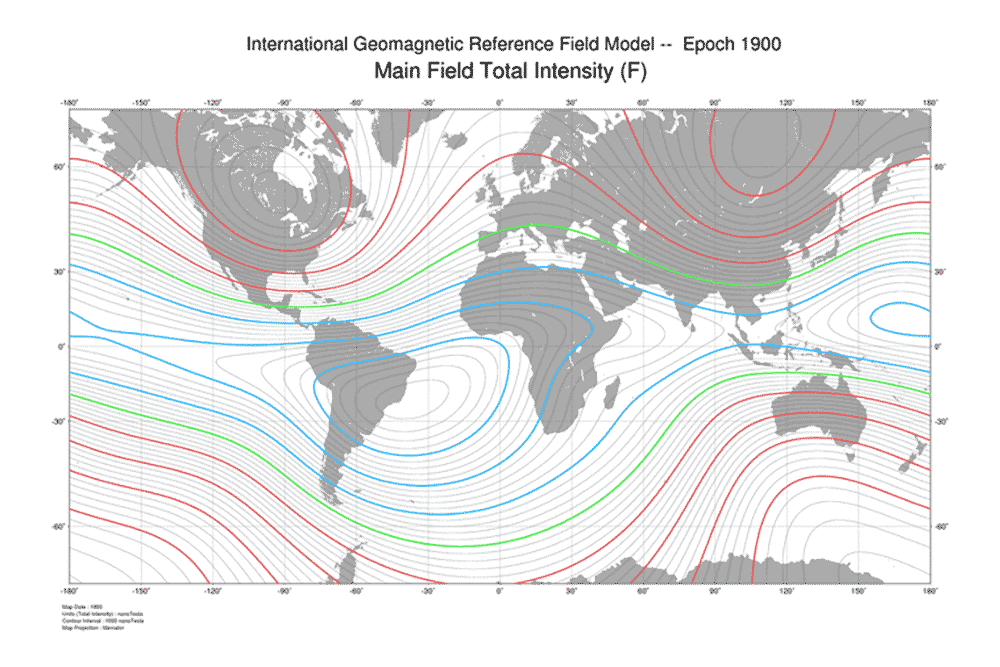 International Geomagnetic Reference Field Model -- Epoch 1900
Main Field Total Intensity (F)
-180° -150° -120° -90° -60° -30° 0° 30° 60° 90° 120° 150° 180°
60° 60°
30° 30°
0° 0°
-30° -30°
-60° -60°
-180° -150° -120° -90° -60° -30° 0° 30° 60° 90° 120° 150° 180°
Map Date : 1900
Units (Total Intensity) : nanoTesla
Contour Interval : 1000 nanoTesla
Map Projection : Mercator